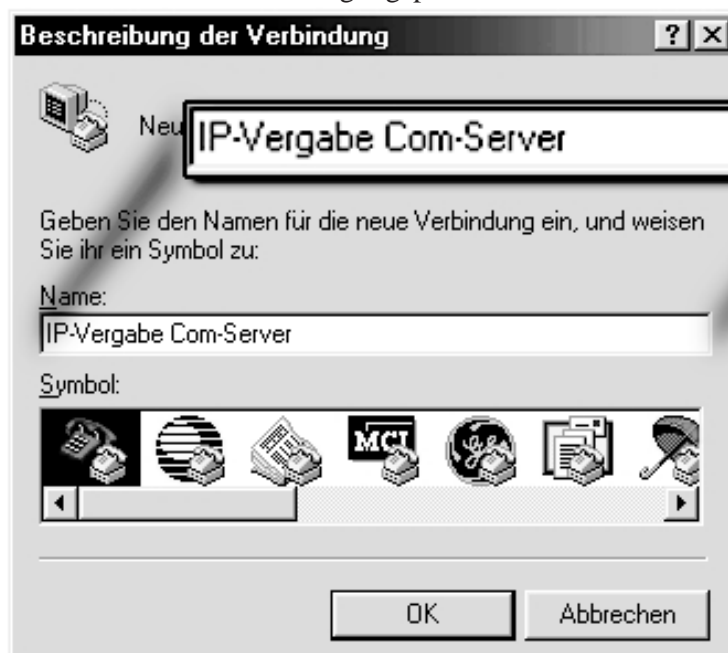 Beschreibung der Verbindung
Neu
IP-Vergabe Com-Server
Geben Sie den Namen für die neue Verbindung ein, und weisen
Sie ihr ein Symbol zu:
Name:
IP-Vergabe Com-Server
Symbol:
MCI
OK
Abbrechen